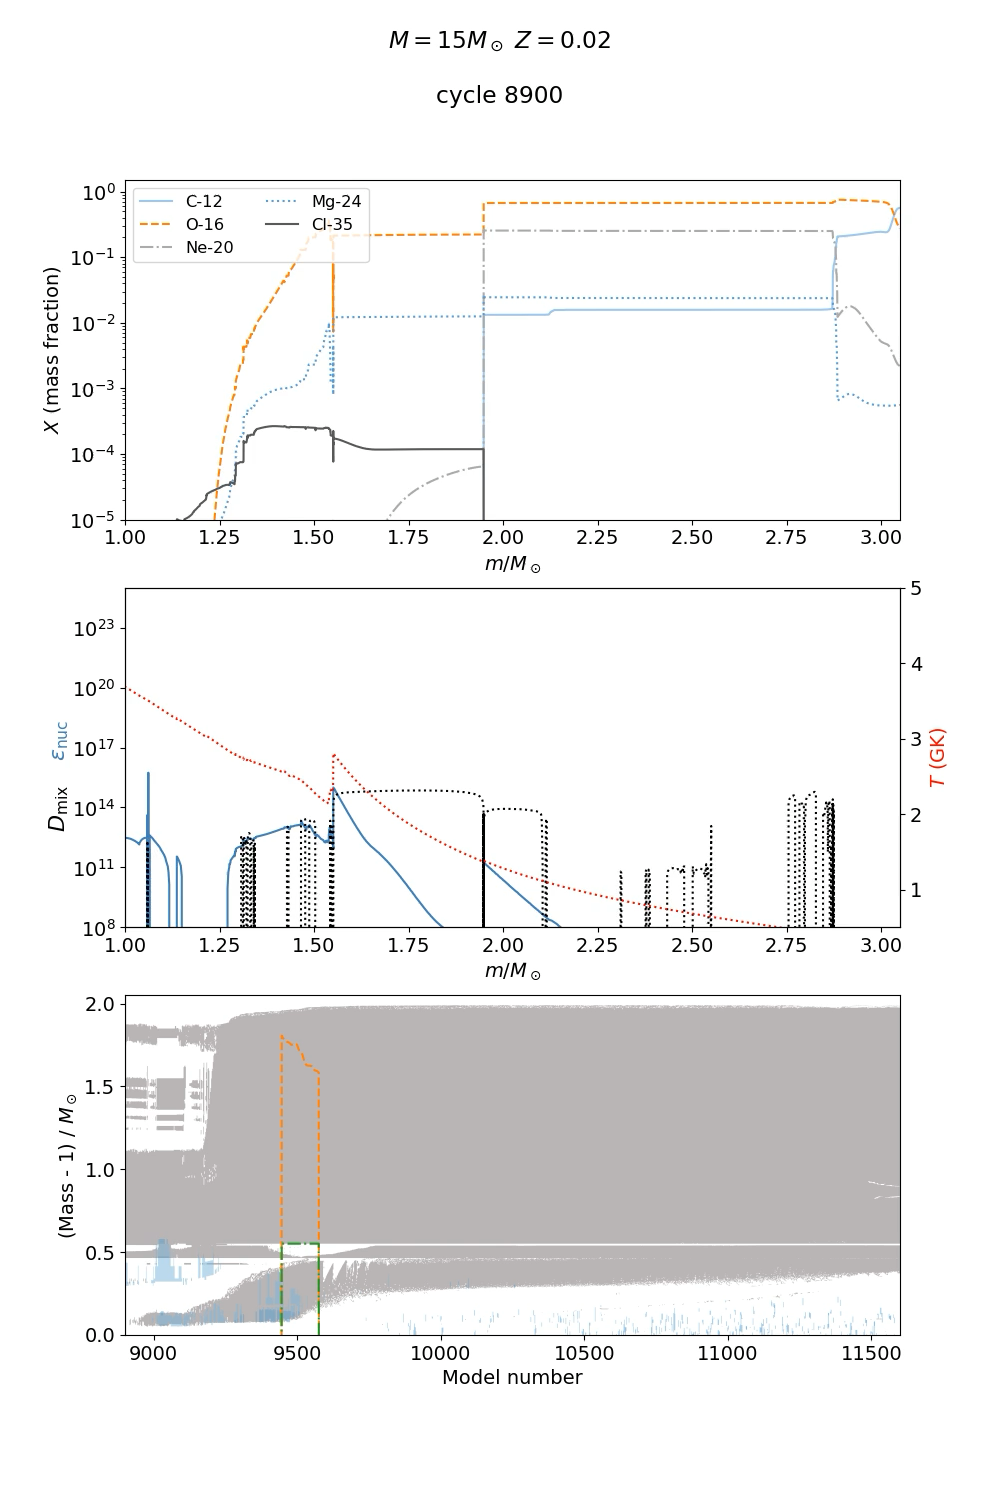 M = 15M⊙ Z = 0.02
cycle 8900
C-12
O-16
Ne-20
Mg-24
Cl-35
X (mass fraction)
10⁰
10⁻¹
10⁻²
10⁻³
10⁻⁴
10⁻⁵
1.00 1.25 1.50 1.75 2.00 2.25 2.50 2.75 3.00
m/M⊙
D_mix ε_nuc
10²³
10²⁰
10¹⁷
10¹⁴
10¹¹
10⁸
5
4
3
2
1
T (GK)
1.00 1.25 1.50 1.75 2.00 2.25 2.50 2.75 3.00
m/M⊙
(Mass - 1) / M⊙
2.0
1.5
1.0
0.5
0.0
9000 9500 10000 10500 11000 11500
Model number